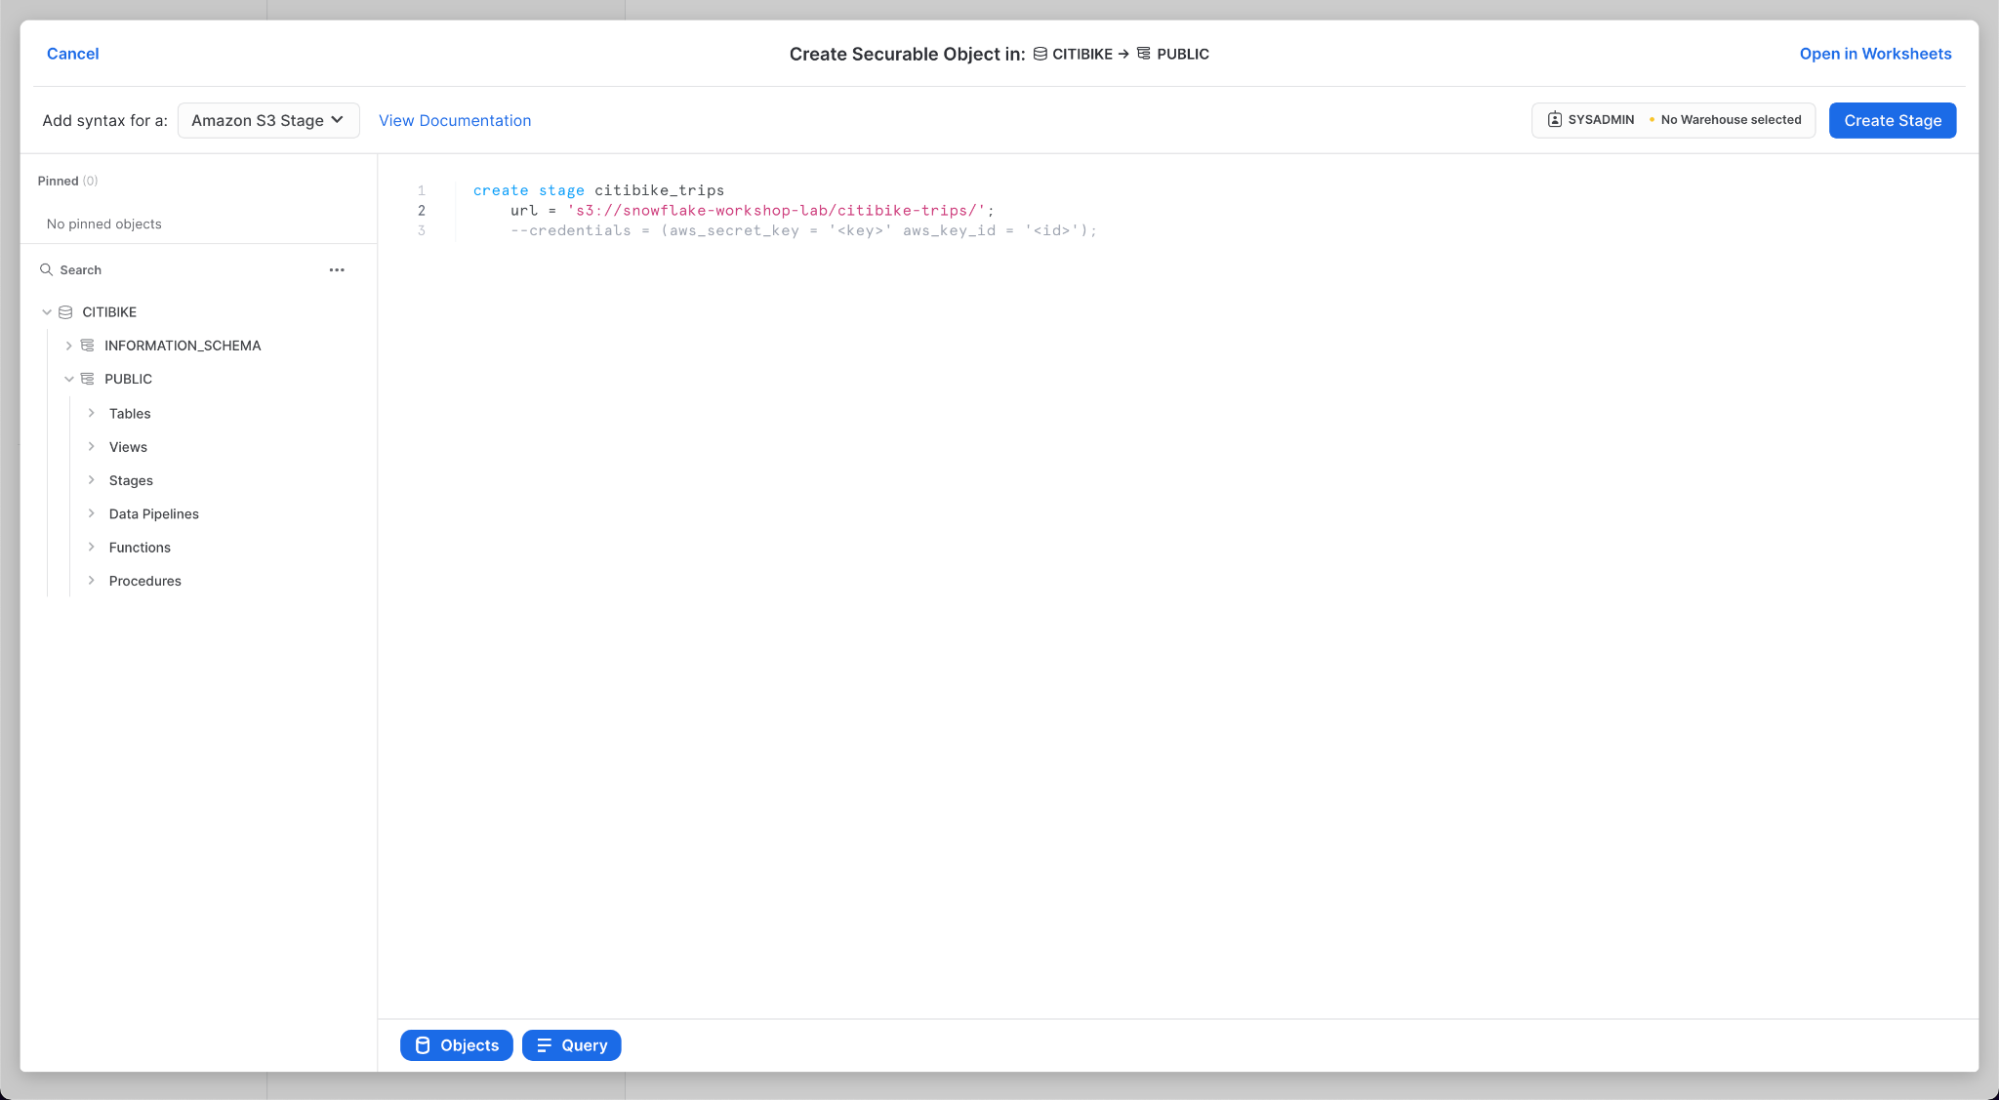 Cancel
Create Securable Object in: CITIBIKE → PUBLIC
Open in Worksheets
Add syntax for a: Amazon S3 Stage
View Documentation
SYSADMIN • No Warehouse selected
Create Stage
Pinned (0)
No pinned objects
Search
CITIBIKE
INFORMATION_SCHEMA
PUBLIC
Tables
Views
Stages
Data Pipelines
Functions
Procedures
1 create stage citibike_trips
2 url = 's3://snowflake-workshop-lab/citibike-trips/';
3 --credentials = (aws_secret_key = '<key>' aws_key_id = '<id>');
Objects
Query